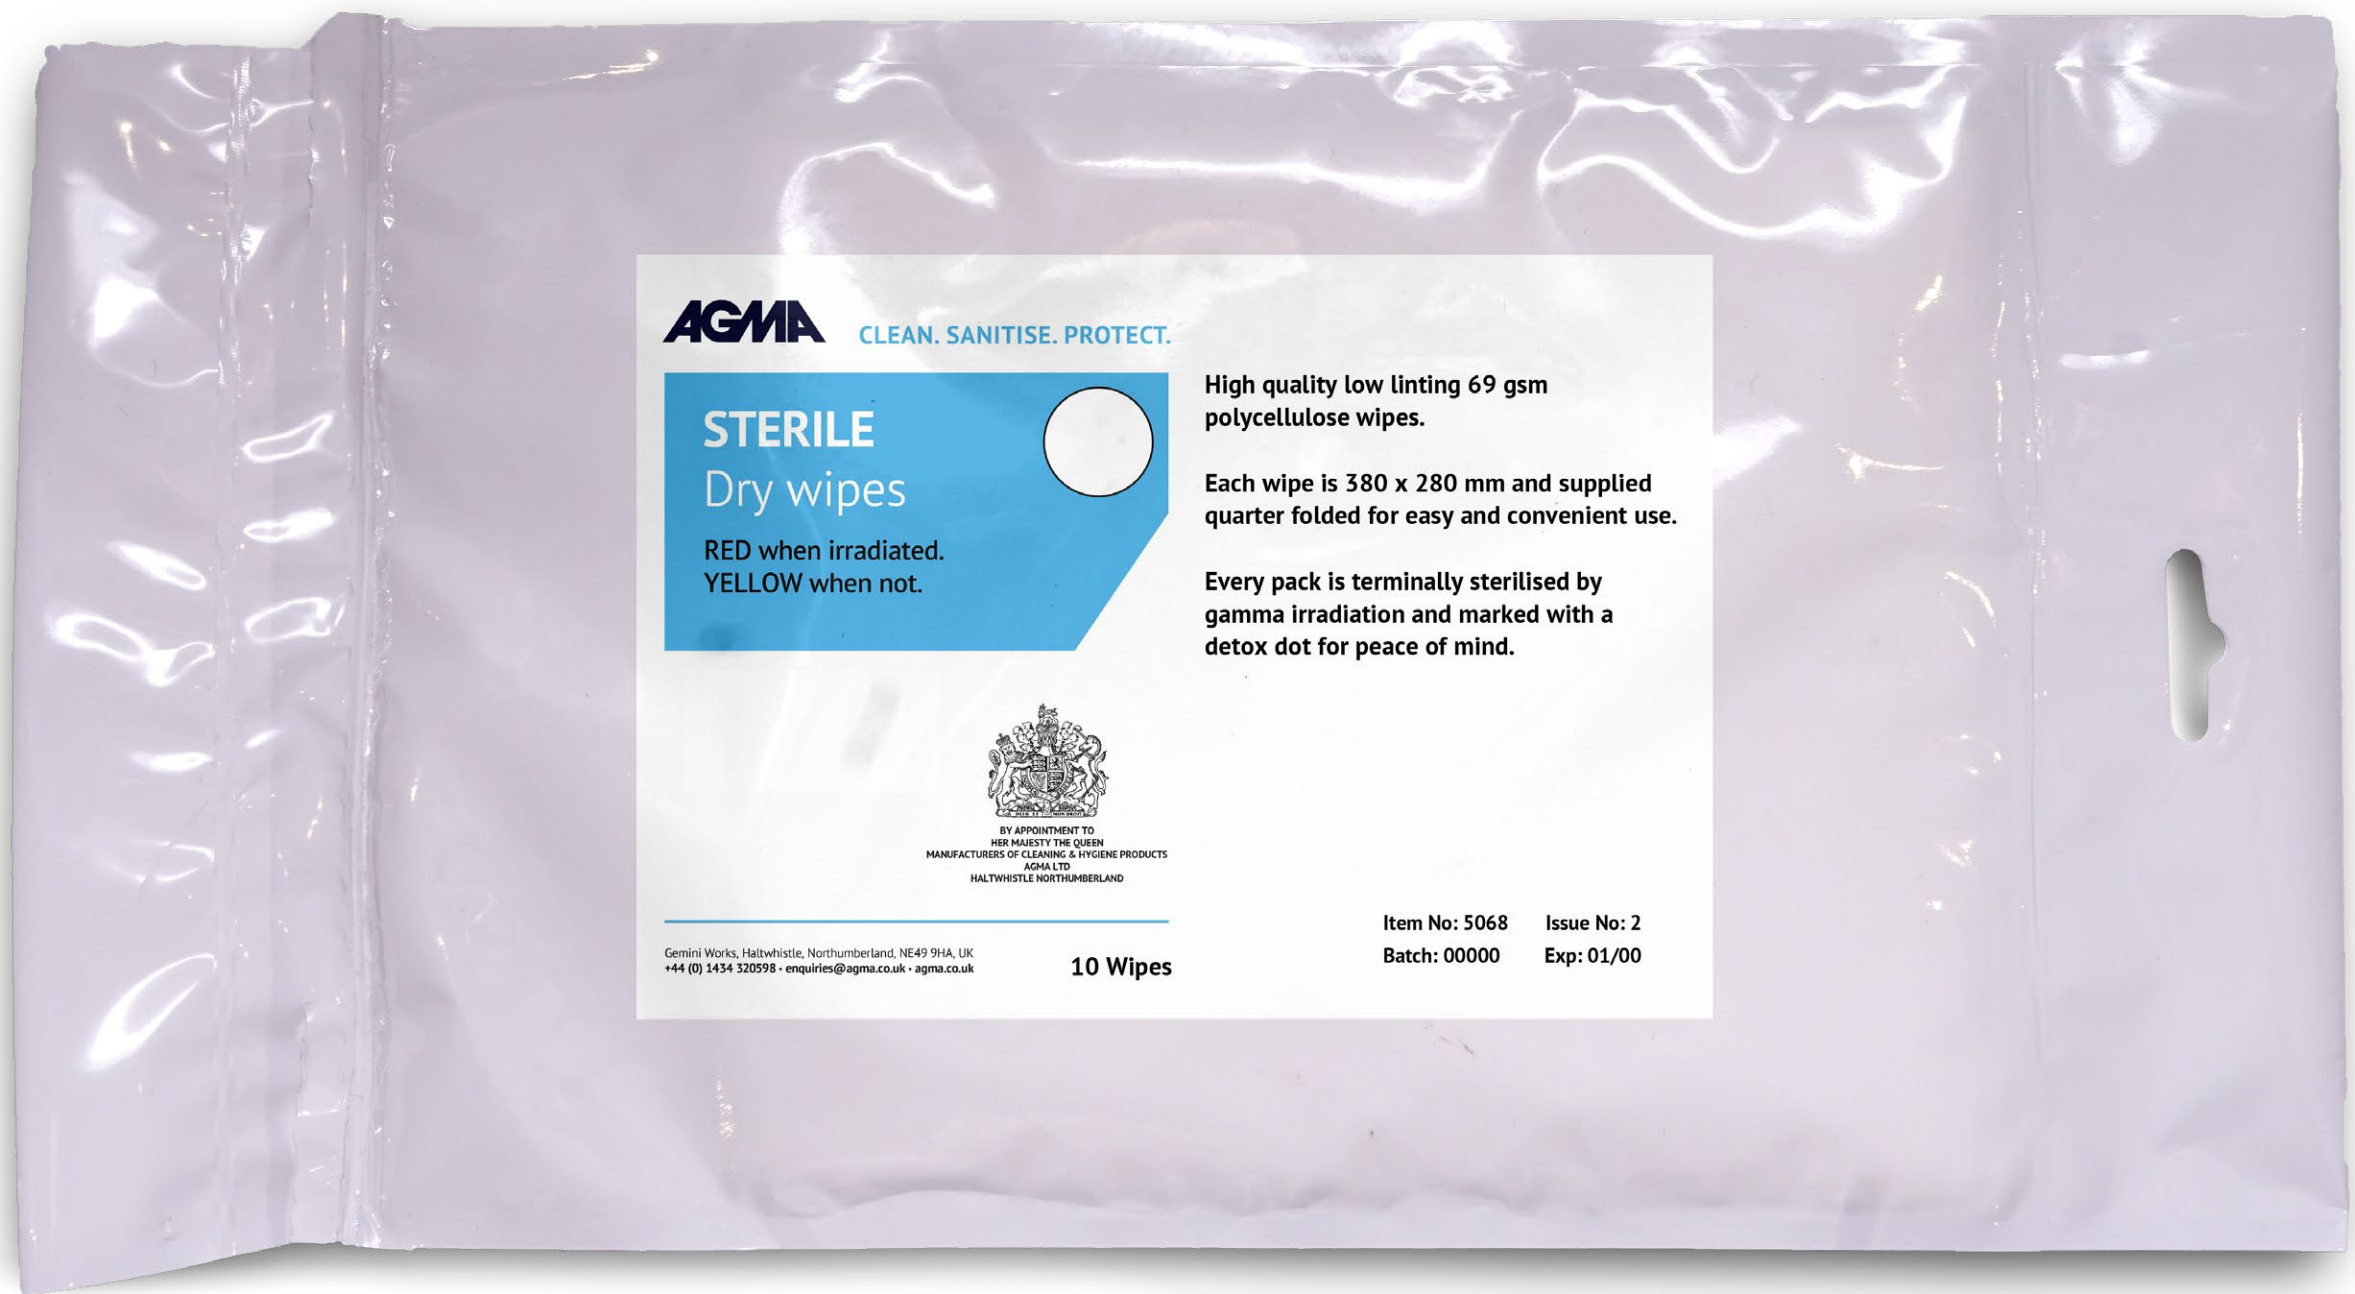 AGMA
CLEAN. SANITISE. PROTECT.
STERILE
Dry wipes
RED when irradiated.
YELLOW when not.
High quality low linting 69 gsm
polycellulose wipes.
Each wipe is 380 x 280 mm and supplied
quarter folded for easy and convenient use.
Every pack is terminally sterilised by
gamma irradiation and marked with a
detox dot for peace of mind.
BY APPOINTMENT TO
HER MAJESTY THE QUEEN
MANUFACTURERS OF CLEANING & HYGIENE PRODUCTS
AGMA LTD
HALTWHISTLE NORTHUMBERLAND
Gemini Works, Haltwhistle, Northumberland, NE49 9HA, UK
+44 (0) 1434 320598 • enquiries@agma.co.uk • agma.co.uk
10 Wipes
Item No: 5068 Issue No: 2
Batch: 00000 Exp: 01/00